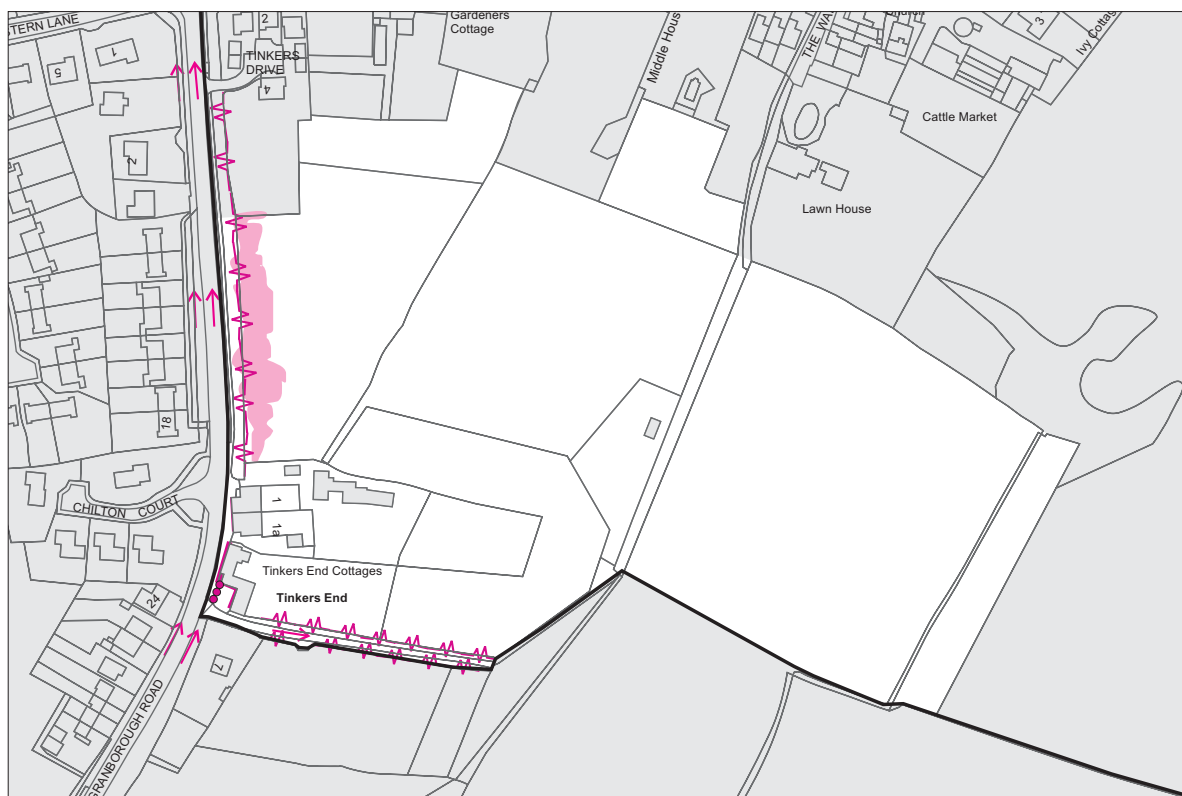 STERN LANE
1
5
2
2
TINKERS
DRIVE
4
Gardeners
Cottage
Middle House
3
Ivy Cottag
Cattle Market
Lawn House
18
CHILTON COURT
1
1a
Tinkers End Cottages
Tinkers End
24
7
GRANBOROUGH ROAD